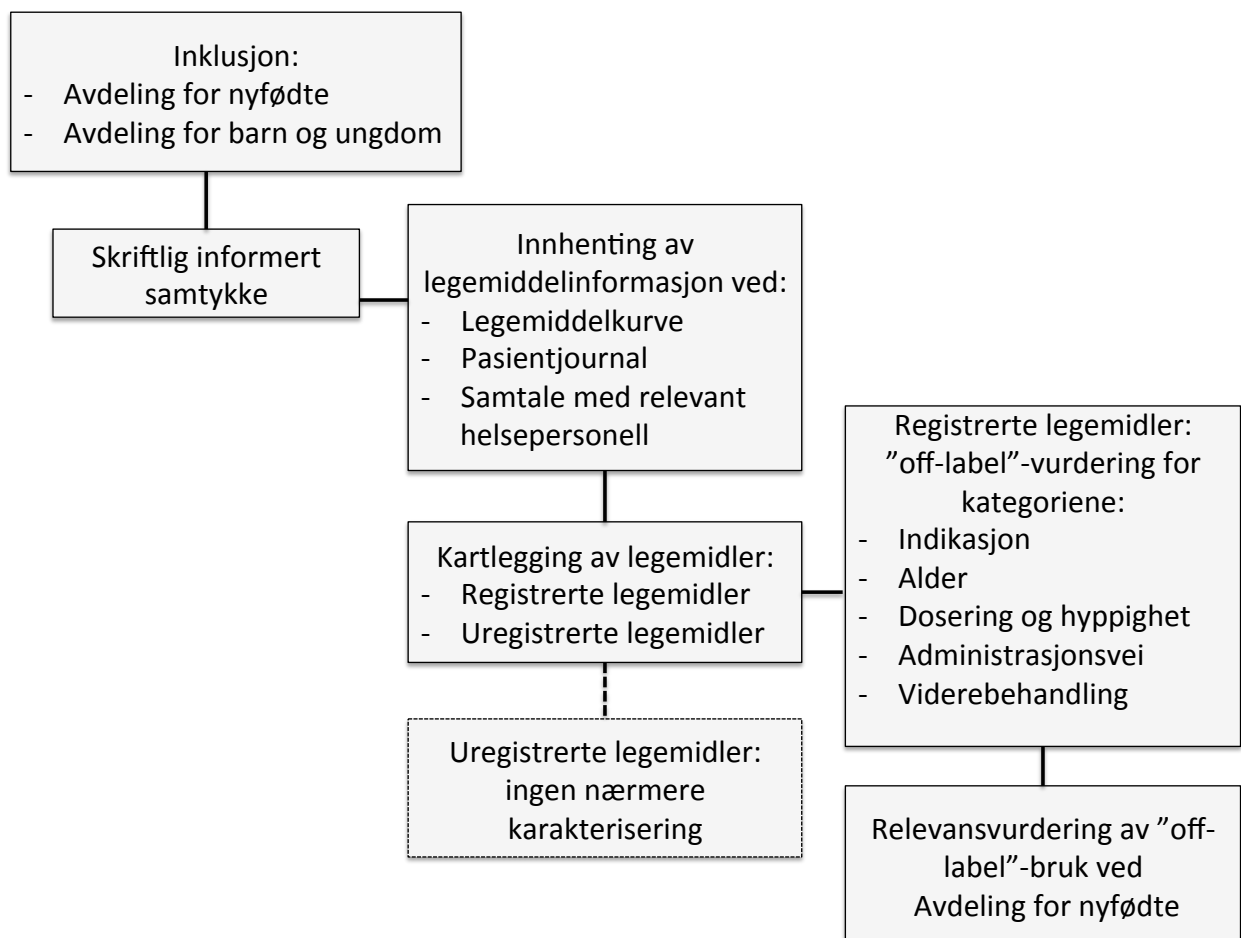 Inklusjon:
- Avdeling for nyfødte
- Avdeling for barn og ungdom
Skriftlig informert
samtykke
Innhenting av
legemiddelinformasjon ved:
- Legemiddelkurve
- Pasientjournal
- Samtale med relevant
helsepersonell
Kartlegging av legemidler:
- Registrerte legemidler
- Uregistrerte legemidler
Uregistrerte legemidler:
ingen nærmere
karakterisering
Registrerte legemidler:
”off-label”-vurdering for
kategoriene:
- Indikasjon
- Alder
- Dosering og hyppighet
- Administrasjonsvei
- Viderebehandling
Relevansvurdering av ”off-
label”-bruk ved
Avdeling for nyfødte